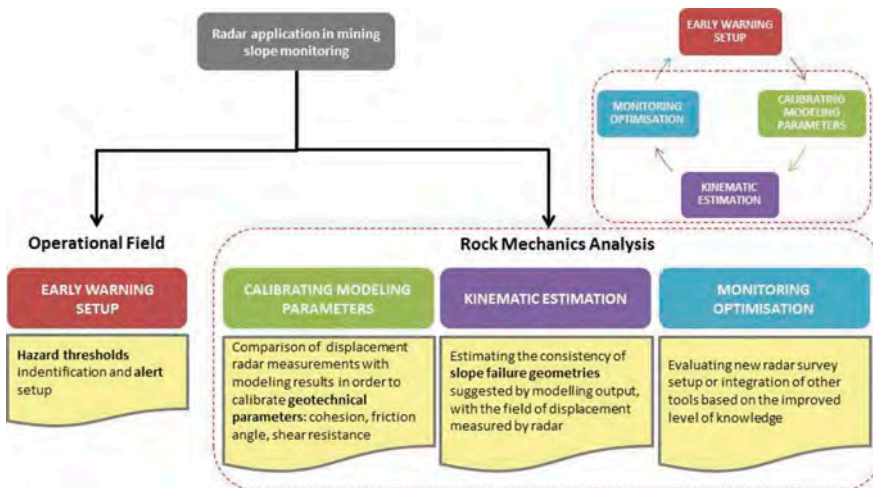 Radar application in mining
slope monitoring
EARLY WARNING
SETUP
MONITORING
OPTIMISATION
CALIBRATING
MODELING
PARAMETERS
KINEMATIC
ESTIMATION
Operational Field
Rock Mechanics Analysis
EARLY WARNING
SETUP
Hazard thresholds
indentification and alert
setup
CALIBRATING MODELING
PARAMETERS
Comparison of displacement
radar measurements with
modeling results in order to
calibrate geotechnical
parameters: cohesion, friction
angle, shear resistance
KINEMATIC ESTIMATION
Estimating the consistency of
slope failure geometries
suggested by modelling output,
with the field of displacement
measured by radar
MONITORING
OPTIMISATION
Evaluating new radar survey
setup or integration of other
tools based on the improved
level of knowledge